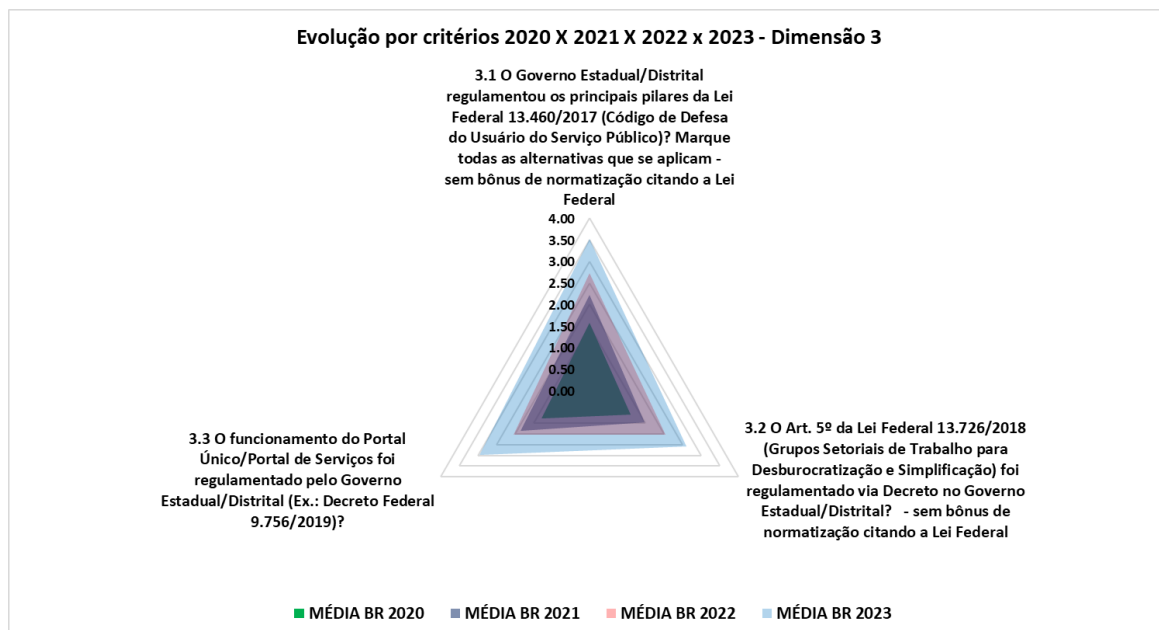 Evolução por critérios 2020 X 2021 X 2022 x 2023 - Dimensão 3
3.1 O Governo Estadual/Distrital
regulamentou os principais pilares da Lei
Federal 13.460/2017 (Código de Defesa
do Usuário do Serviço Público)? Marque
todas as alternativas que se aplicam -
sem bônus de normatização citando a Lei
Federal
4.00
3.50
3.00
2.50
2.00
1.50
1.00
0.50
0.00
3.2 O Art. 5º da Lei Federal 13.726/2018
(Grupos Setoriais de Trabalho para
Desburocratização e Simplificação) foi
regulamentado via Decreto no Governo
Estadual/Distrital? - sem bônus de
normatização citando a Lei Federal
3.3 O funcionamento do Portal
Único/Portal de Serviços foi
regulamentado pelo Governo
Estadual/Distrital (Ex.: Decreto Federal
9.756/2019)?
MÉDIA BR 2020 MÉDIA BR 2021 MÉDIA BR 2022 MÉDIA BR 2023